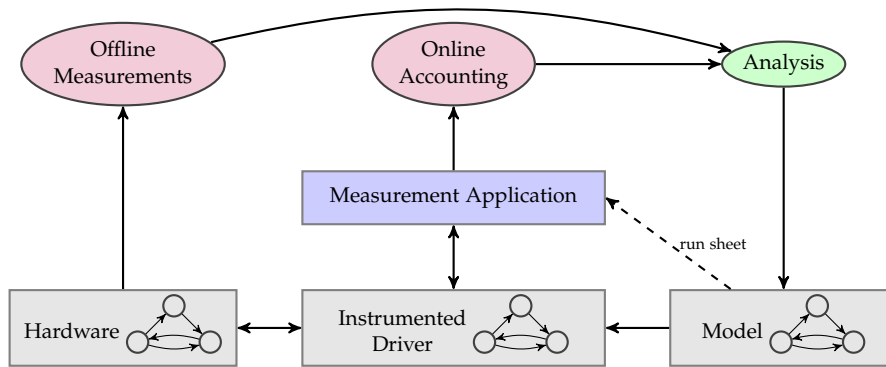 Offline
Measurements
Online
Accounting
Analysis
Measurement Application
run sheet
Hardware
Instrumented
Driver
Model